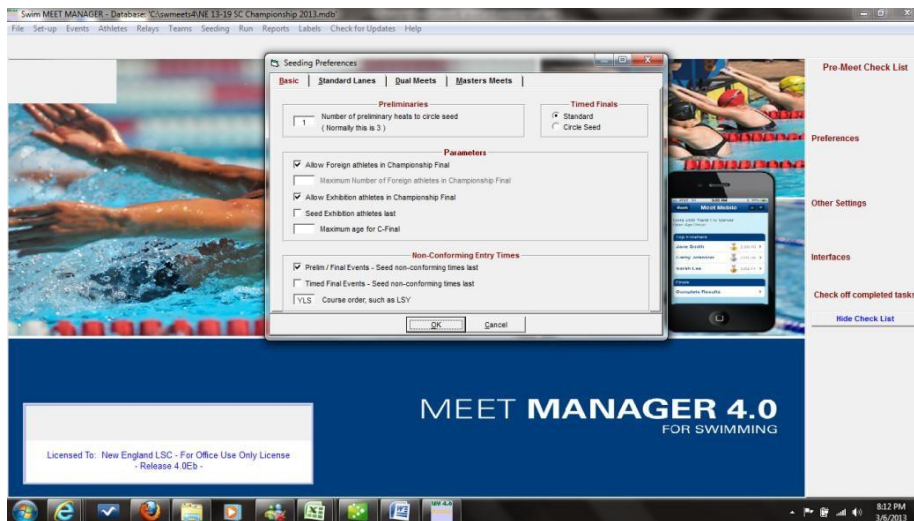 Swim MEET MANAGER - Database: 'C:\swmeets4\NE 13-19 SC Championship 2013.mdb'
File Set-up Events Athletes Relays Teams Seeding Run Reports Labels Check for Updates Help
Seeding Preferences
Basic Standard Lanes Dual Meets Masters Meets
Preliminaries
1 Number of preliminary heats to circle seed
( Normally this is 3 )
Timed Finals
Standard
Circle Seed
Parameters
Allow Foreign athletes in Championship Final
Maximum Number of Foreign athletes in Championship Final
Allow Exhibition athletes in Championship Final
Seed Exhibition athletes last
Maximum age for C-Final
Non-Conforming Entry Times
Prelim / Final Events - Seed non-conforming times last
Timed Final Events - Seed non-conforming times last
YLS Course order, such as LSY
OK Cancel
Pre-Meet Check List
Preferences
Other Settings
Interfaces
Check off completed tasks
Hide Check List
Meet Mobile
Jane Smith
Sarah Lee
Finals
Complete Results
MEET MANAGER 4.0
FOR SWIMMING
Licensed To: New England LSC - For Office Use Only License
- Release 4.0Eb -
8:12 PM
3/6/2013